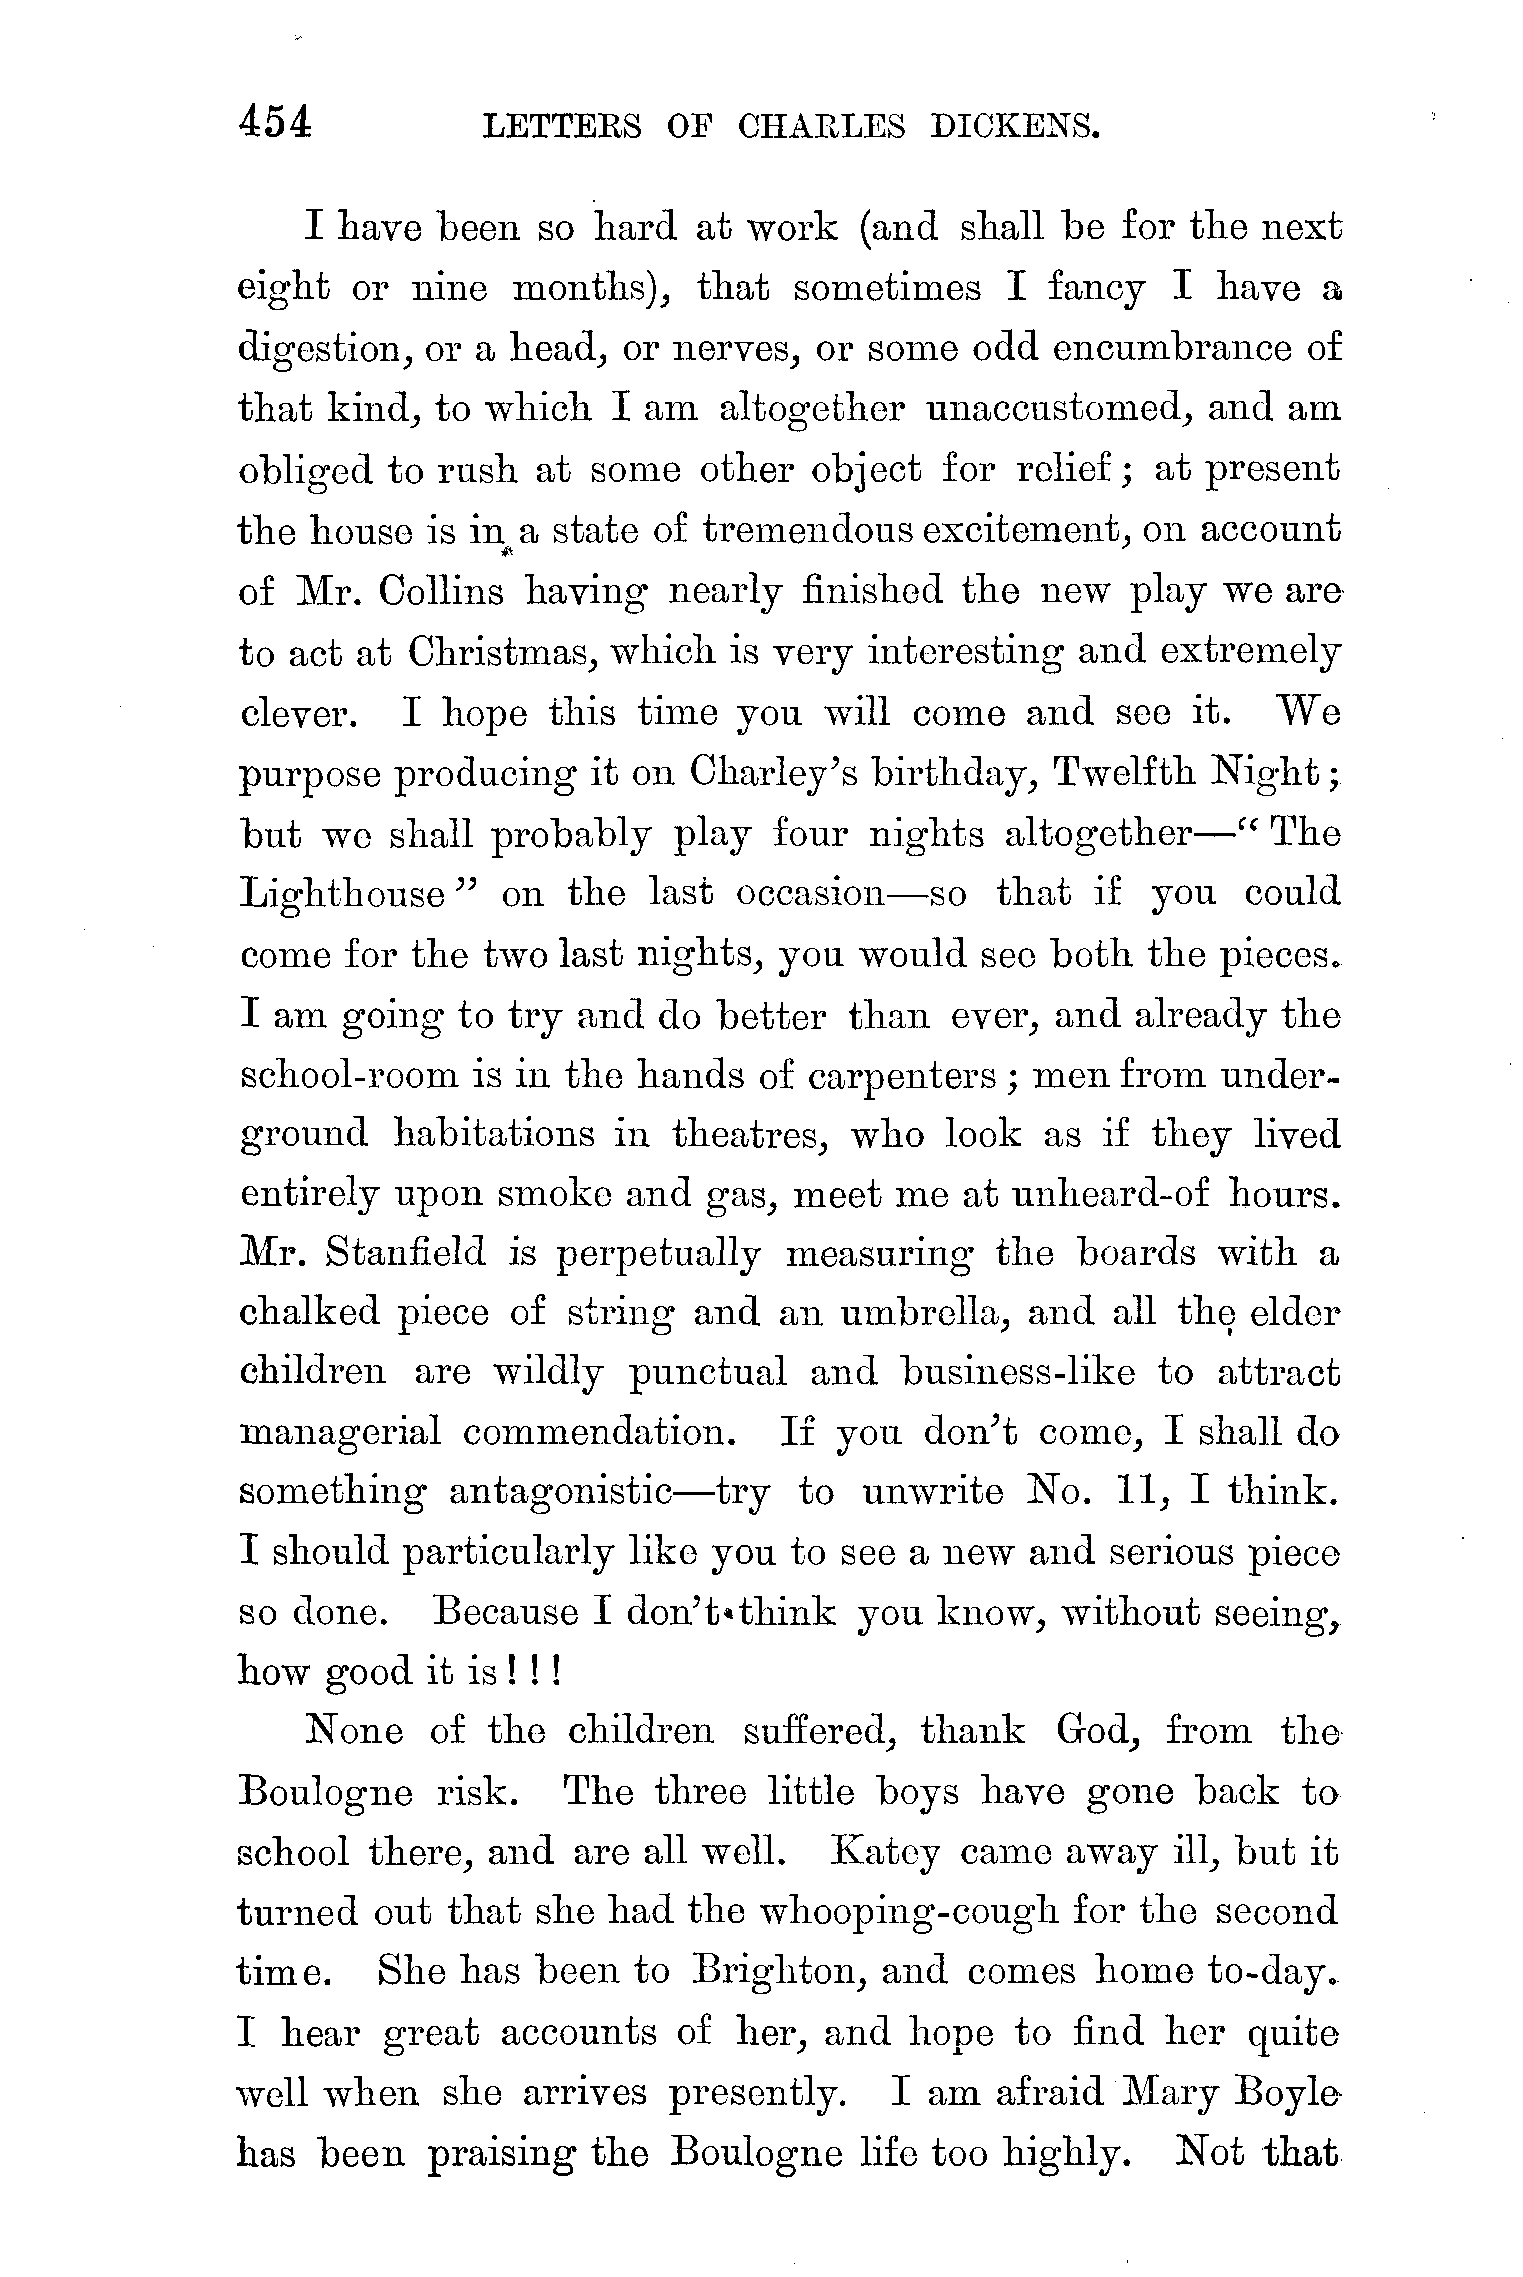 454 LETTERS OF CHARLES DICKENS.
I have been so hard at work (and shall be for the next
eight or nine months), that sometimes I fancy I have a
digestion, or a head, or nerves, or some odd encumbrance of
that kind, to which I am altogether unaccustomed, and am
obliged to rush at some other object for relief; at present
the house is in a state of tremendous excitement, on account
of Mr. Collins having nearly finished the new play we are
to act at Christmas, which is very interesting and extremely
clever. I hope this time you will come and see it. We
purpose producing it on Charley's birthday, Twelfth Night;
but we shall probably play four nights altogether—"The
Lighthouse" on the last occasion—so that if you could
come for the two last nights, you would see both the pieces.
I am going to try and do better than ever, and already the
school-room is in the hands of carpenters; men from under-
ground habitations in theatres, who look as if they lived
entirely upon smoke and gas, meet me at unheard-of hours.
Mr. Stanfield is perpetually measuring the boards with a
chalked piece of string and an umbrella, and all the elder
children are wildly punctual and business-like to attract
managerial commendation. If you don't come, I shall do
something antagonistic—try to unwrite No. 11, I think.
I should particularly like you to see a new and serious piece
so done. Because I don't think you know, without seeing,
how good it is!!!
None of the children suffered, thank God, from the
Boulogne risk. The three little boys have gone back to
school there, and are all well. Katey came away ill, but it
turned out that she had the whooping-cough for the second
time. She has been to Brighton, and comes home to-day.
I hear great accounts of her, and hope to find her quite
well when she arrives presently. I am afraid Mary Boyle
has been praising the Boulogne life too highly. Not that